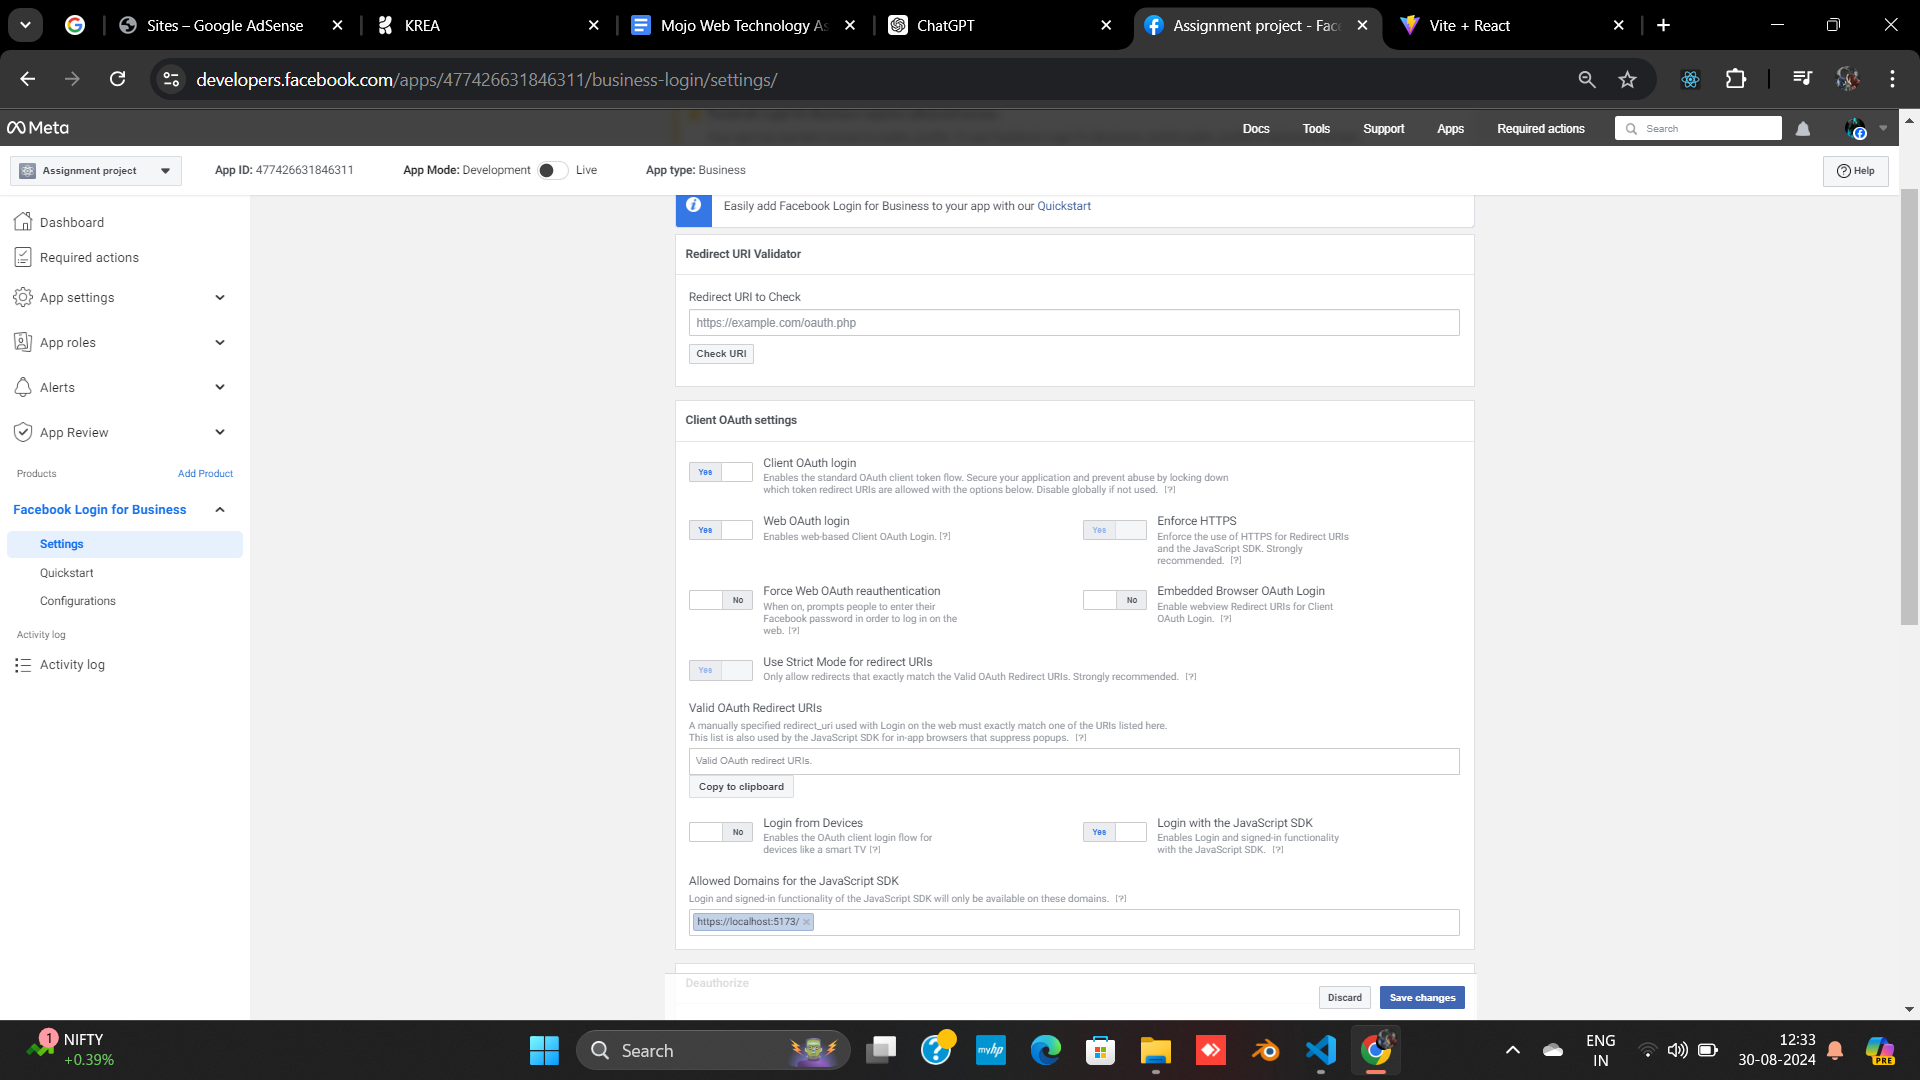 Sites – Google AdSense
KREA
Mojo Web Technology As
ChatGPT
Assignment project - Fac
Vite + React
developers.facebook.com/apps/477426631846311/business-login/settings/
Meta
Docs
Tools
Support
Apps
Required actions
Search
Assignment project
App ID: 477426631846311
App Mode: Development
Live
App type: Business
Help
Dashboard
Required actions
App settings
App roles
Alerts
App Review
Products
Add Product
Facebook Login for Business
Settings
Quickstart
Configurations
Activity log
Activity log
Easily add Facebook Login for Business to your app with our Quickstart
Redirect URI Validator
Redirect URI to Check
https://example.com/oauth.php
Check URI
Client OAuth settings
Yes
Client OAuth login
Enables the standard OAuth client token flow. Secure your application and prevent abuse by locking down
which token redirect URIs are allowed with the options below. Disable globally if not used. [?]
Yes
Web OAuth login
Enables web-based Client OAuth Login. [?]
Yes
Enforce HTTPS
Enforce the use of HTTPS for Redirect URIs
and the JavaScript SDK. Strongly
recommended. [?]
No
Force Web OAuth reauthentication
When on, prompts people to enter their
Facebook password in order to log in on the
web. [?]
No
Embedded Browser OAuth Login
Enable webview Redirect URIs for Client
OAuth Login. [?]
Yes
Use Strict Mode for redirect URIs
Only allow redirects that exactly match the Valid OAuth Redirect URIs. Strongly recommended. [?]
Valid OAuth Redirect URIs
A manually specified redirect_uri used with Login on the web must exactly match one of the URIs listed here.
This list is also used by the JavaScript SDK for in-app browsers that suppress popups. [?]
Valid OAuth redirect URIs.
Copy to clipboard
No
Login from Devices
Enables the OAuth client login flow for
devices like a smart TV [?]
Yes
Login with the JavaScript SDK
Enables Login and signed-in functionality
with the JavaScript SDK. [?]
Allowed Domains for the JavaScript SDK
Login and signed-in functionality of the JavaScript SDK will only be available on these domains. [?]
https://localhost:5173/
Deauthorize
Discard
Save changes
1
NIFTY
+0.39%
Search
myhp
ENG
IN
12:33
30-08-2024
PRE